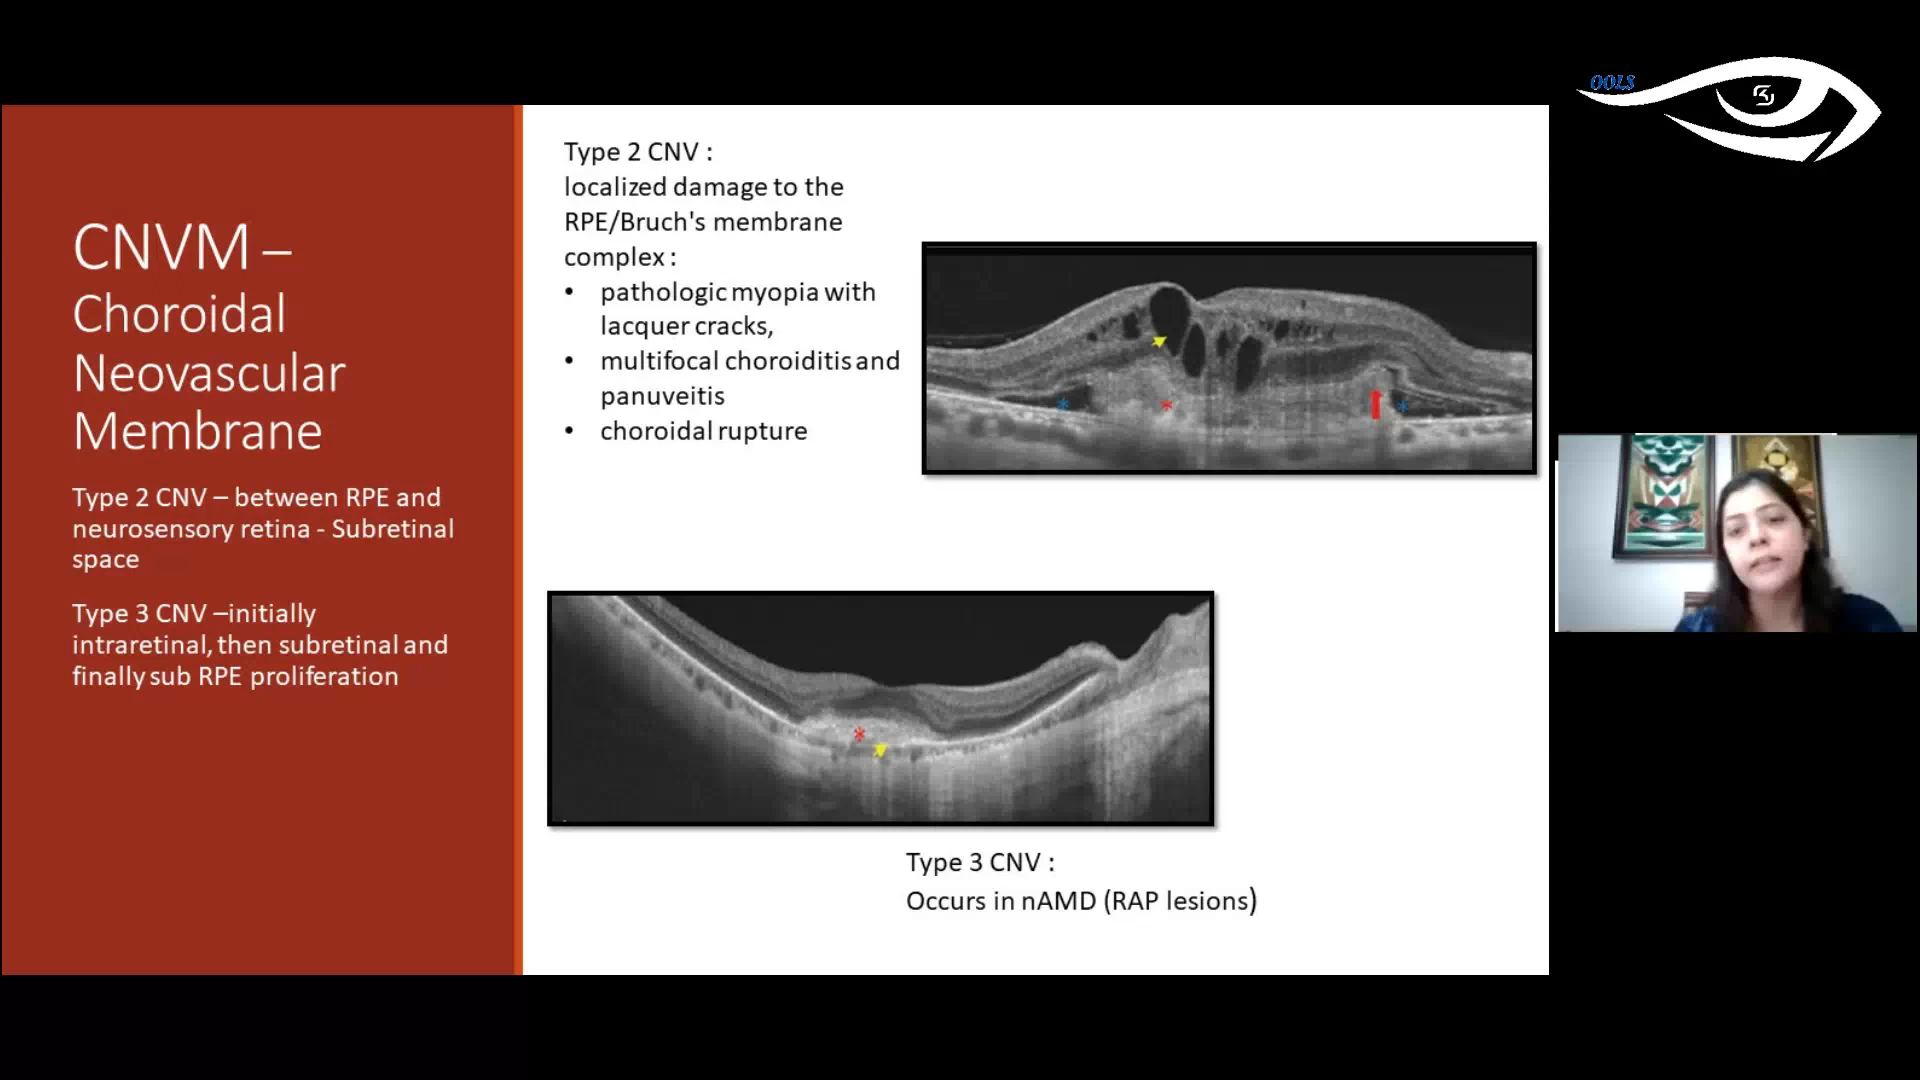 OOLS
CNVM –
Choroidal
Neovascular
Membrane
Type 2 CNV – between RPE and
neurosensory retina - Subretinal
space
Type 3 CNV –initially
intraretinal, then subretinal and
finally sub RPE proliferation
Type 2 CNV :
localized damage to the
RPE/Bruch's membrane
complex :
• pathologic myopia with
lacquer cracks,
• multifocal choroiditis and
panuveitis
• choroidal rupture
Type 3 CNV :
Occurs in nAMD (RAP lesions)